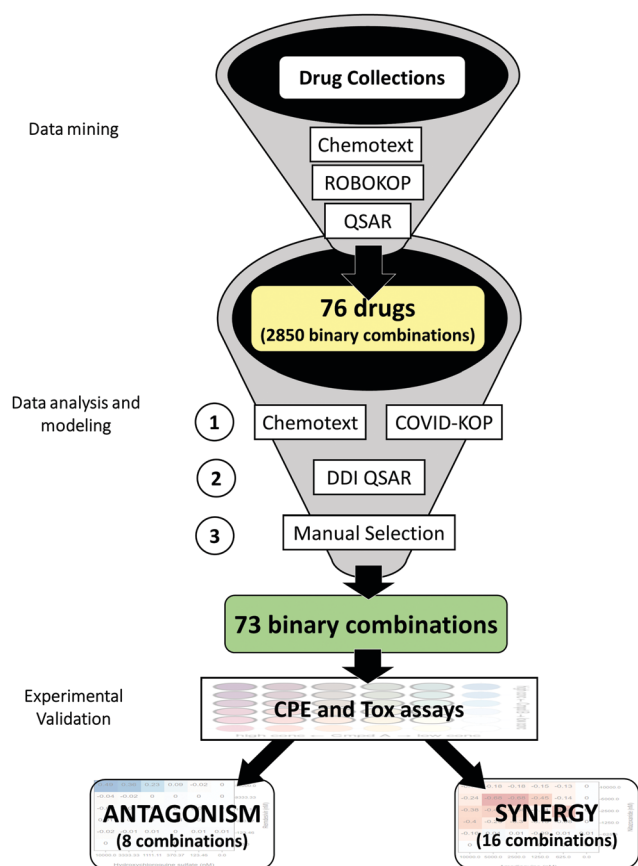 Drug Collections
Data mining
Chemotext
ROBOKOP
QSAR
76 drugs
(2850 binary combinations)
Data analysis and
modeling
1
Chemotext
COVID-KOP
2
DDI QSAR
3
Manual Selection
73 binary combinations
Experimental
Validation
CPE and Tox assays
ANTAGONISM
(8 combinations)
SYNERGY
(16 combinations)